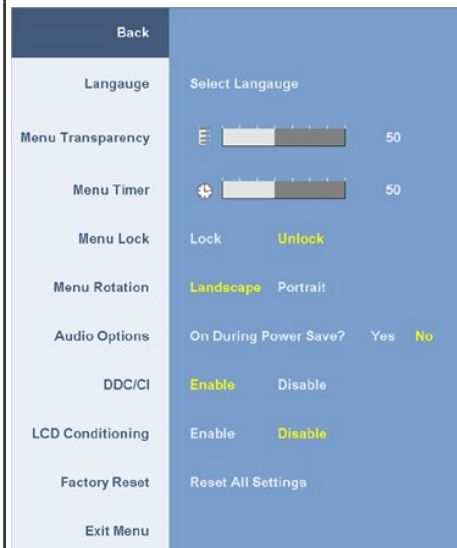 Back
Langauge Select Langauge
Menu Transparency 50
Menu Timer 50
Menu Lock Lock Unlock
Menu Rotation Landscape Portrait
Audio Options On During Power Save? Yes No
DDC/CI Enable Disable
LCD Conditioning Enable Disable
Factory Reset Reset All Settings
Exit Menu